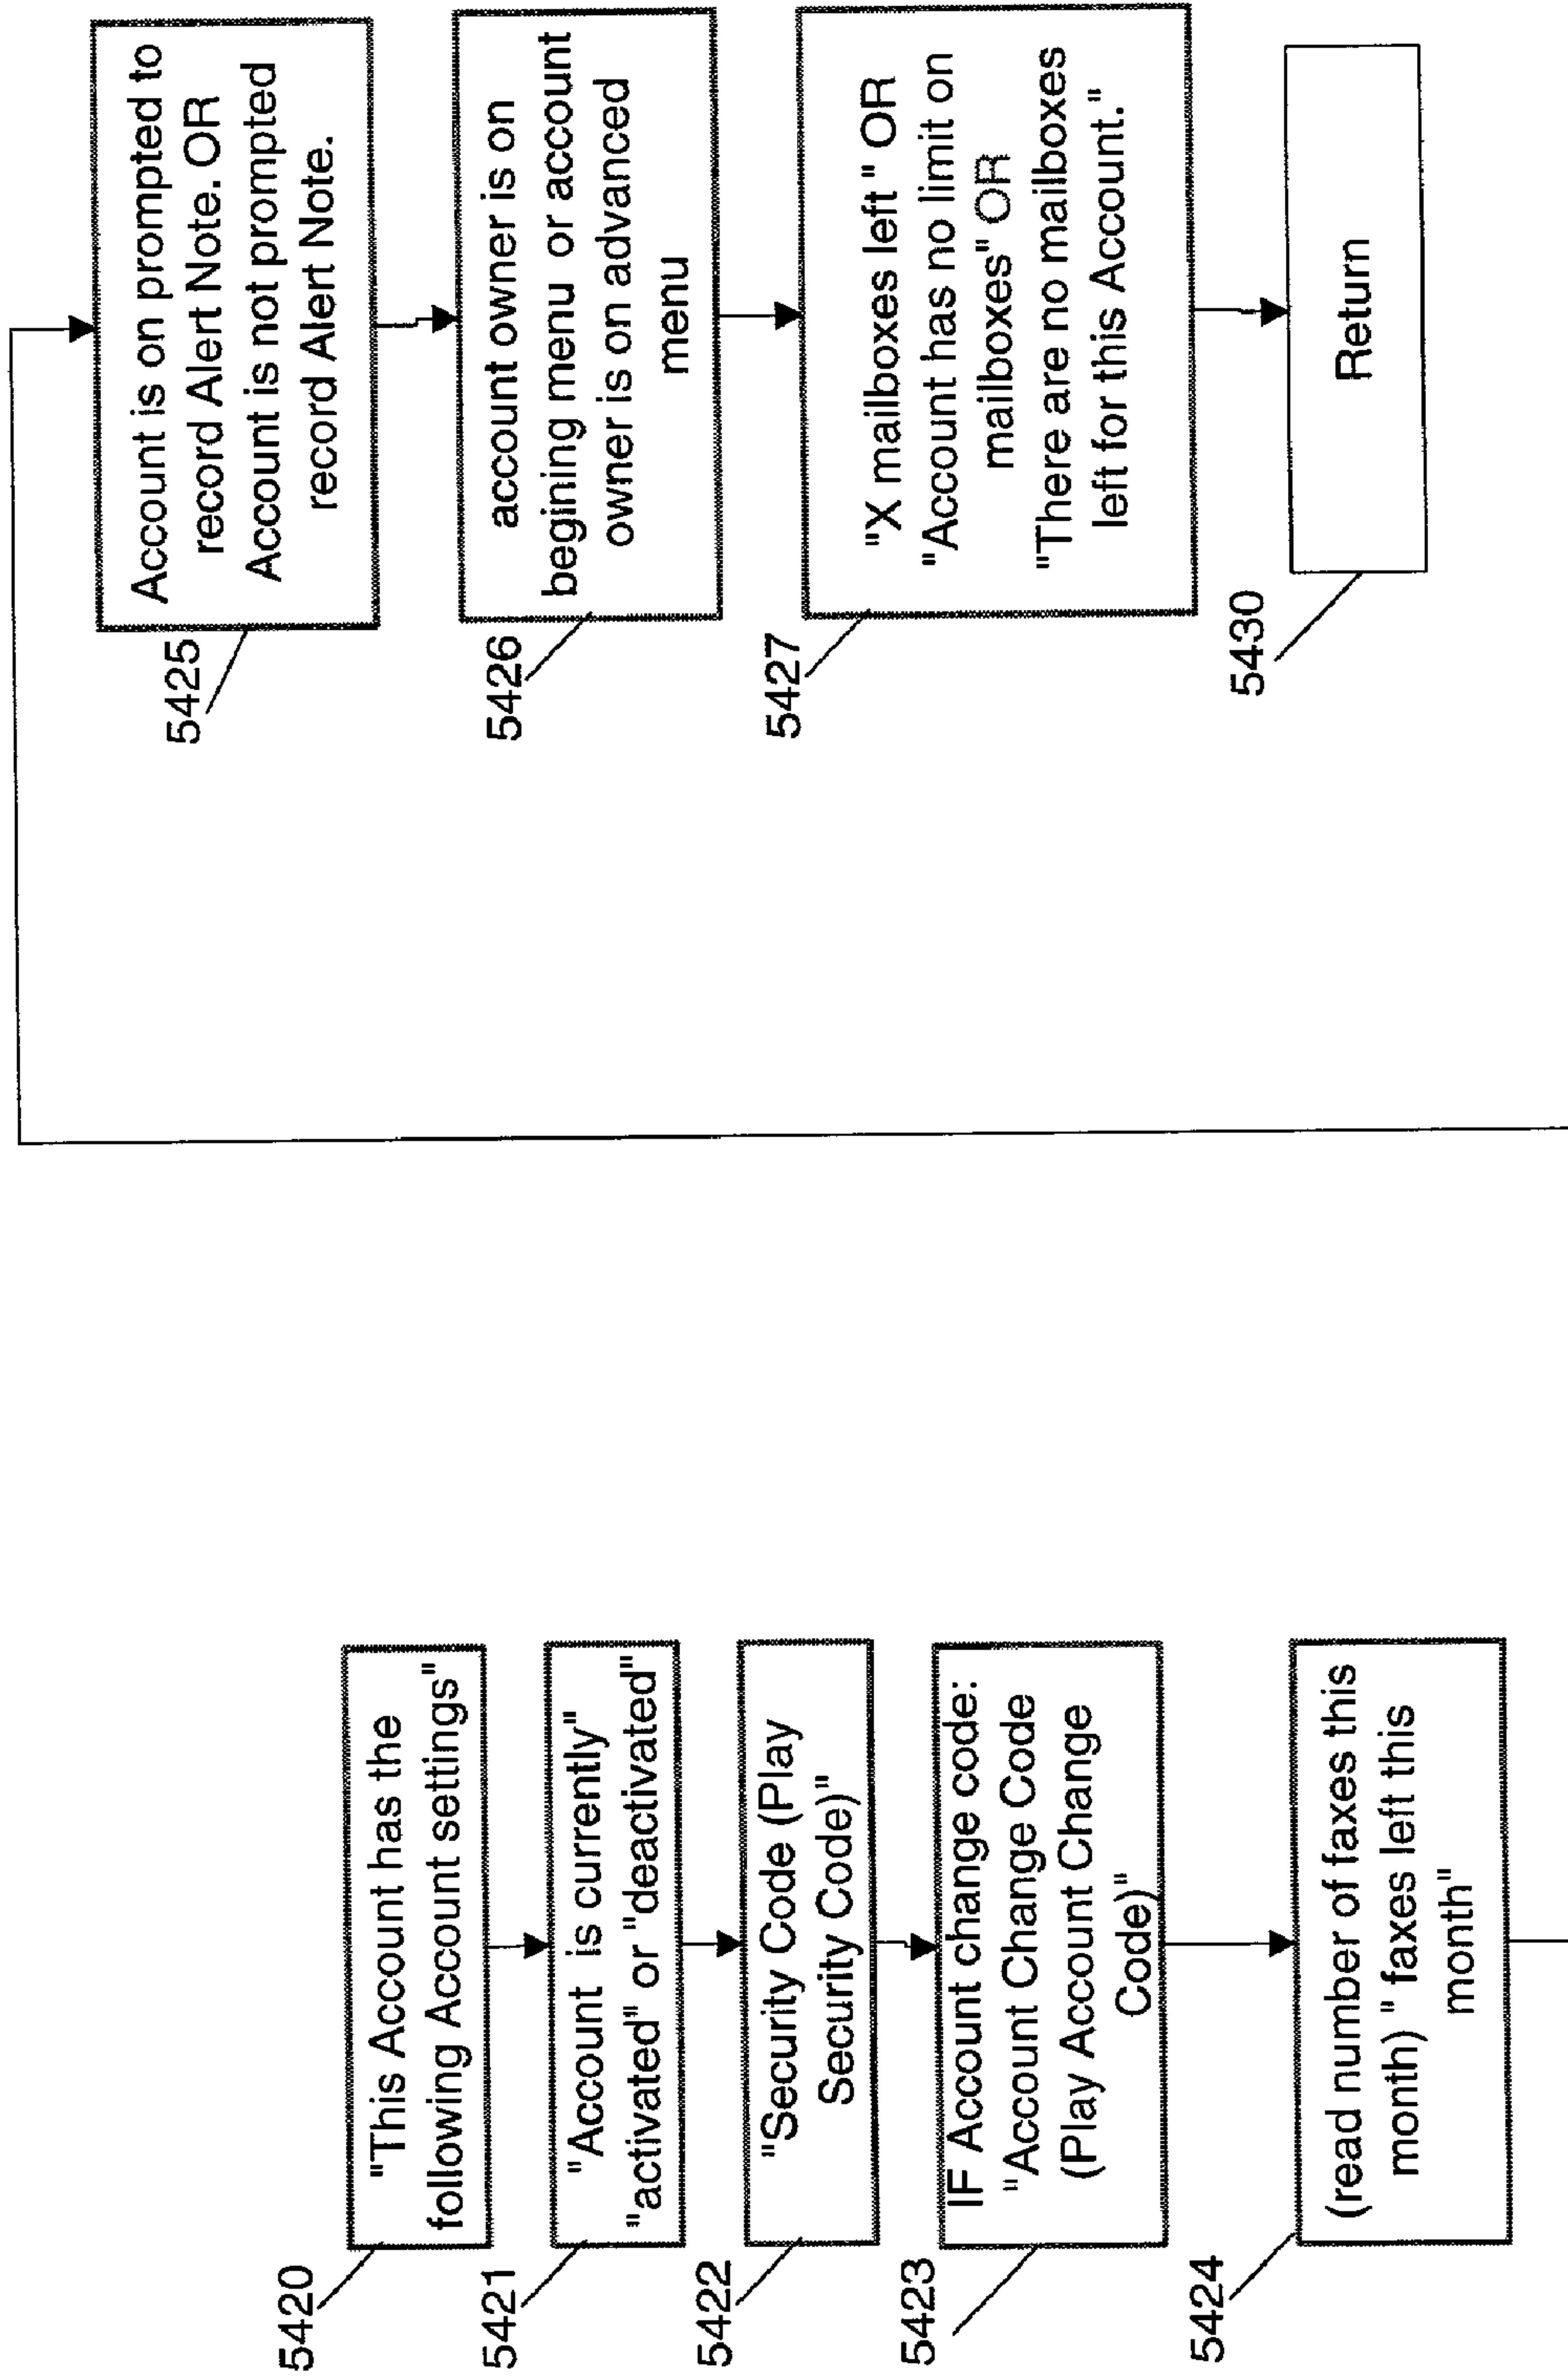 5420
"This Account has the
following Account settings"
5421
"Account is currently"
"activated" or "deactivated"
5422
"Security Code (Play
Security Code)"
5423
IF Account change code:
"Account Change Code
(Play Account Change
Code)"
5424
(read number of faxes this
month) " faxes left this
month"
5425
Account is on prompted to
record Alert Note. OR
Account is not prompted
record Alert Note.
5426
account owner is on
begining menu or account
owner is on advanced
menu
5427
"X mailboxes left" OR
"Account has no limit on
mailboxes" OR
"There are no mailboxes
left for this Account."
5430
Return